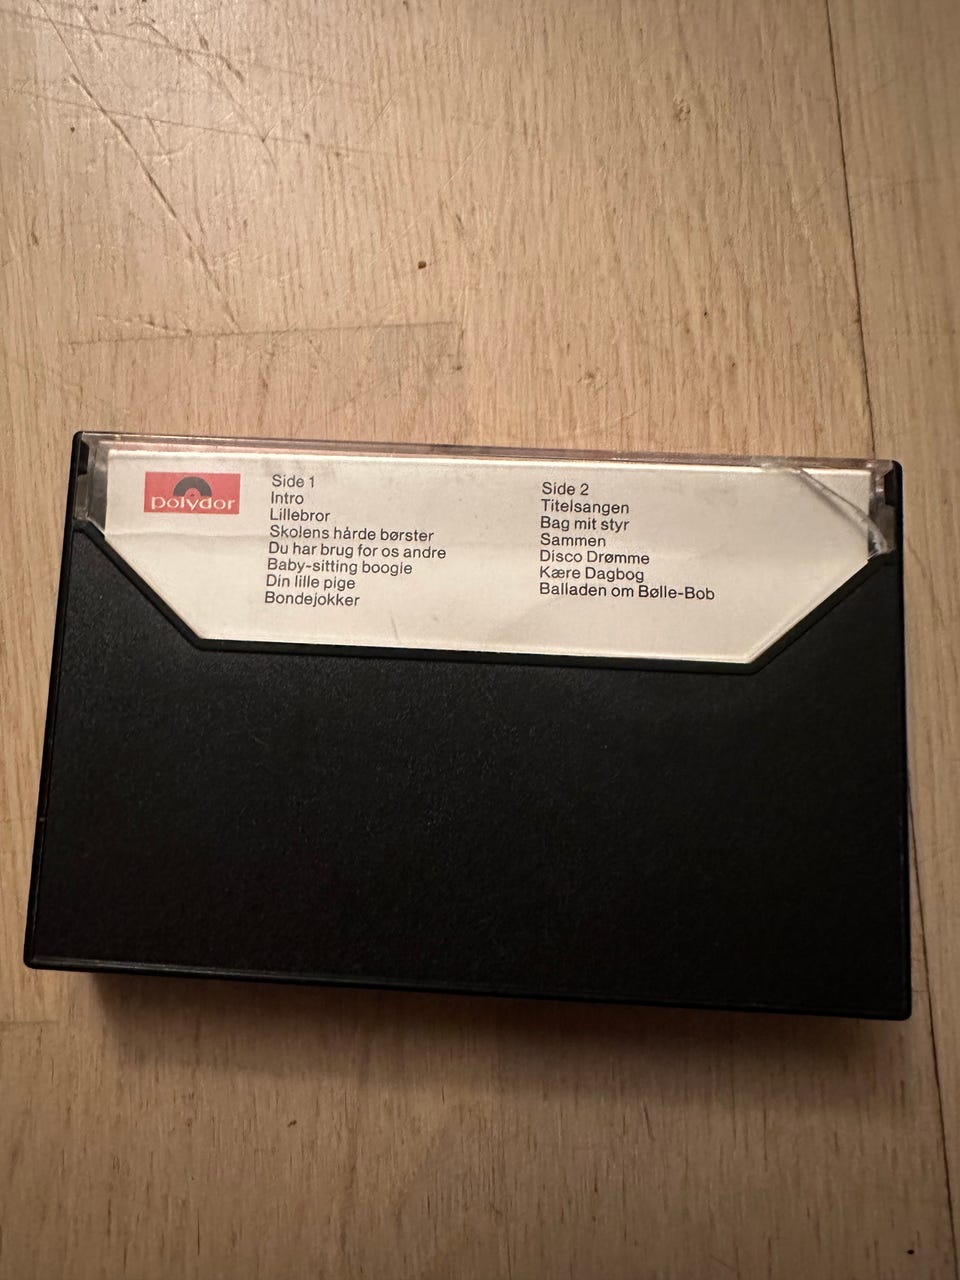 polydor
Side 1
Intro
Lillebror
Skolens hårde børster
Du har brug for os andre
Baby-sitting boogie
Din lille pige
Bondejokker
Side 2
Titelsangen
Bag mit styr
Sammen
Disco Drømme
Kære Dagbog
Balladen om Bølle-Bob